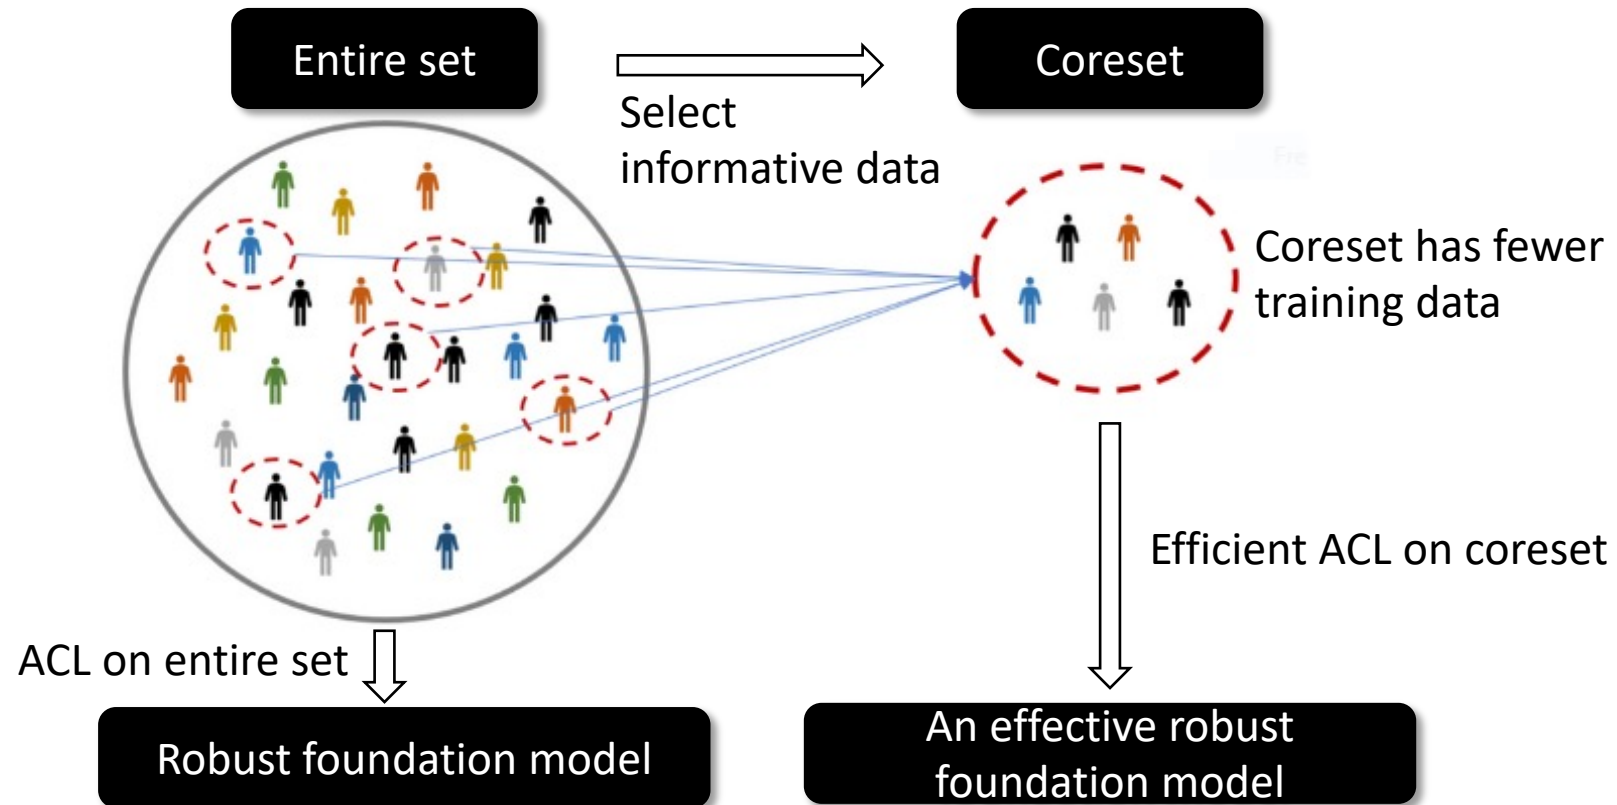 Entire set
Coreset
Select
informative data
Coreset has fewer
training data
Efficient ACL on coreset
ACL on entire set
Robust foundation model
An effective robust
foundation model